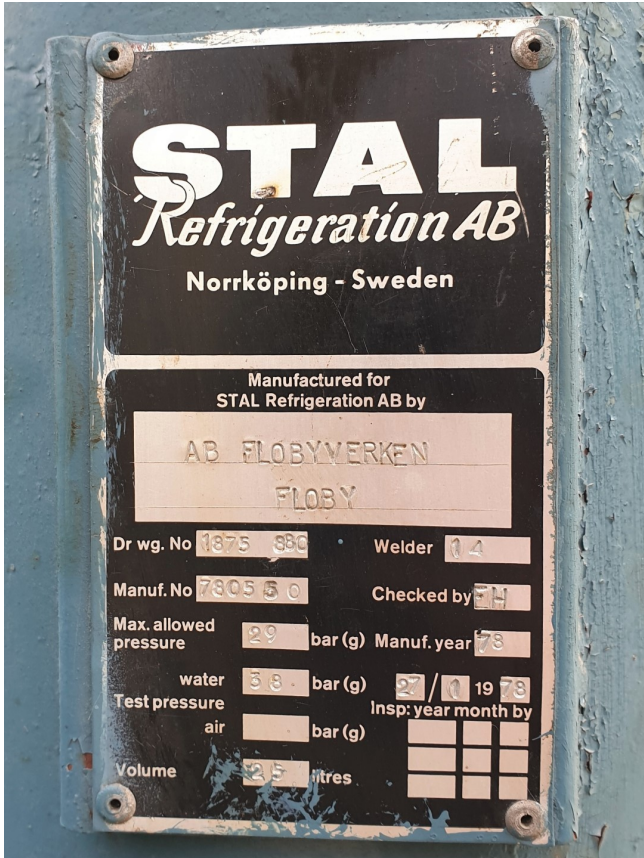 STAL
Refrigeration AB
Norrköping - Sweden
Manufactured for
STAL Refrigeration AB by
AB FLOBYVERKEN
FLOBY
Dr wg. No 1875 880 Welder 14
Manuf. No 780550 Checked by EH
Max. allowed
pressure 29 bar (g) Manuf. year 78
water 38 bar (g) 27/1 1978
Test pressure Insp: year month by
air bar (g)
Volume 25 litres